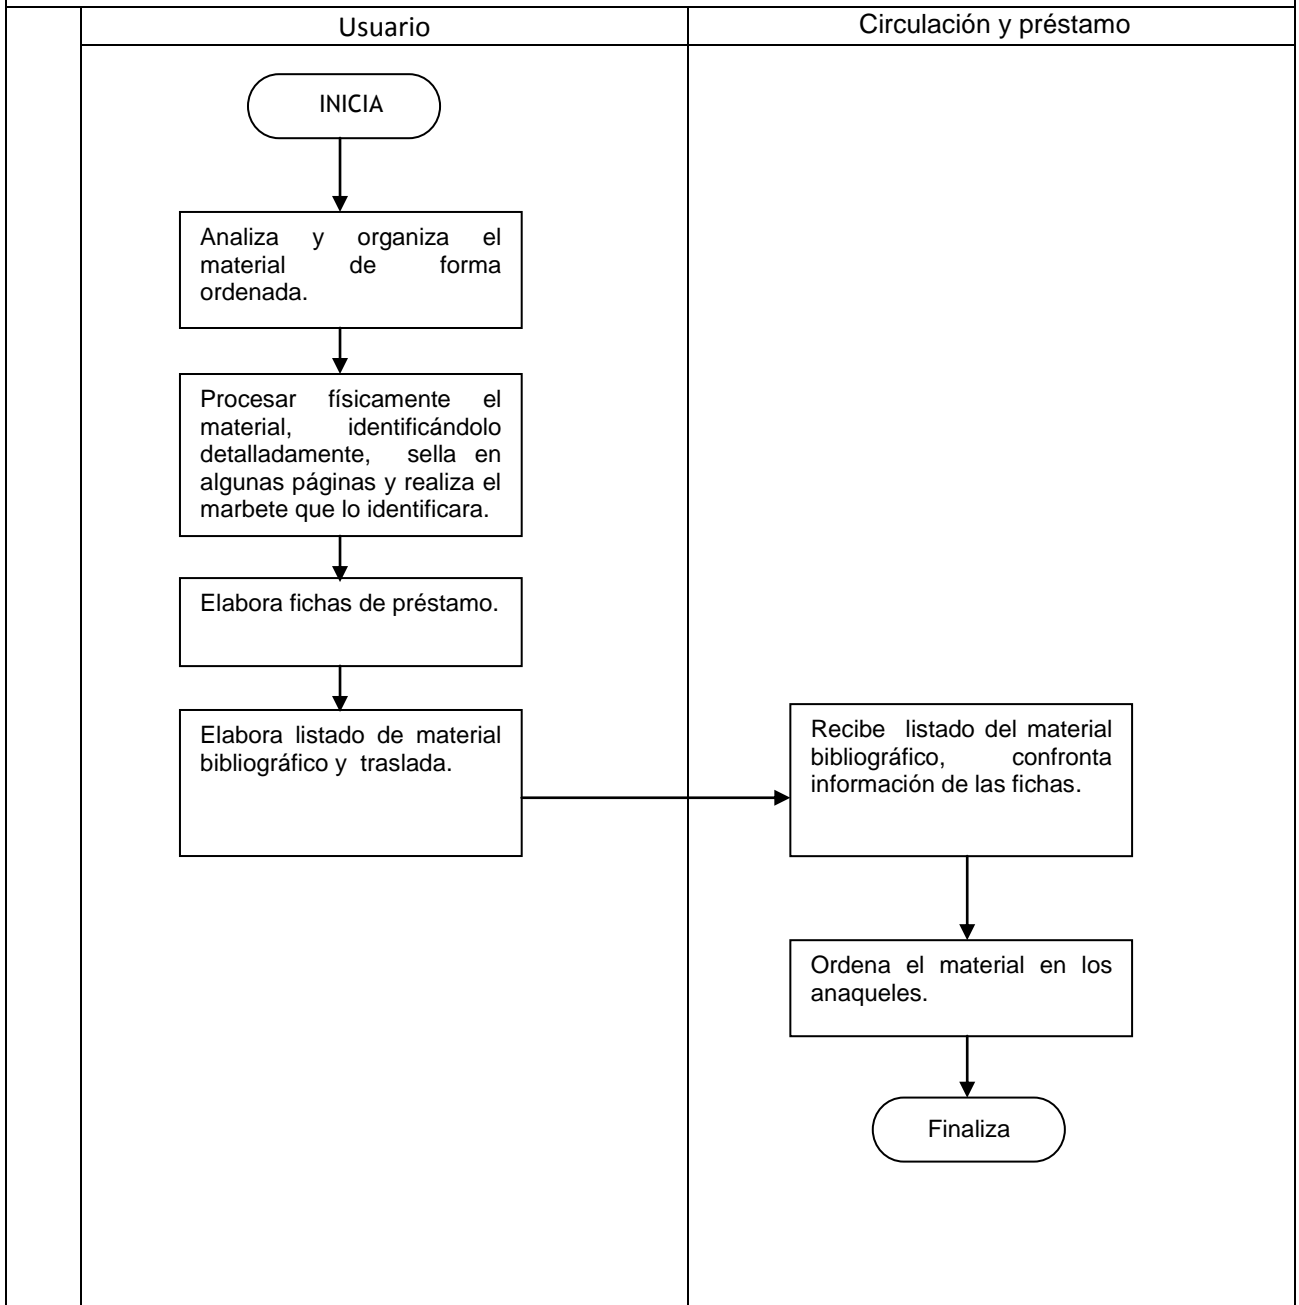 Usuario
Circulación y préstamo
INICIA
Analiza y organiza el
material de forma
ordenada.
Procesar físicamente el
material, identificándolo
detalladamente, sella en
algunas páginas y realiza el
marbete que lo identificara.
Elabora fichas de préstamo.
Elabora listado de material
bibliográfico y traslada.
Recibe listado del material
bibliográfico, confronta
información de las fichas.
Ordena el material en los
anaqueles.
Finaliza